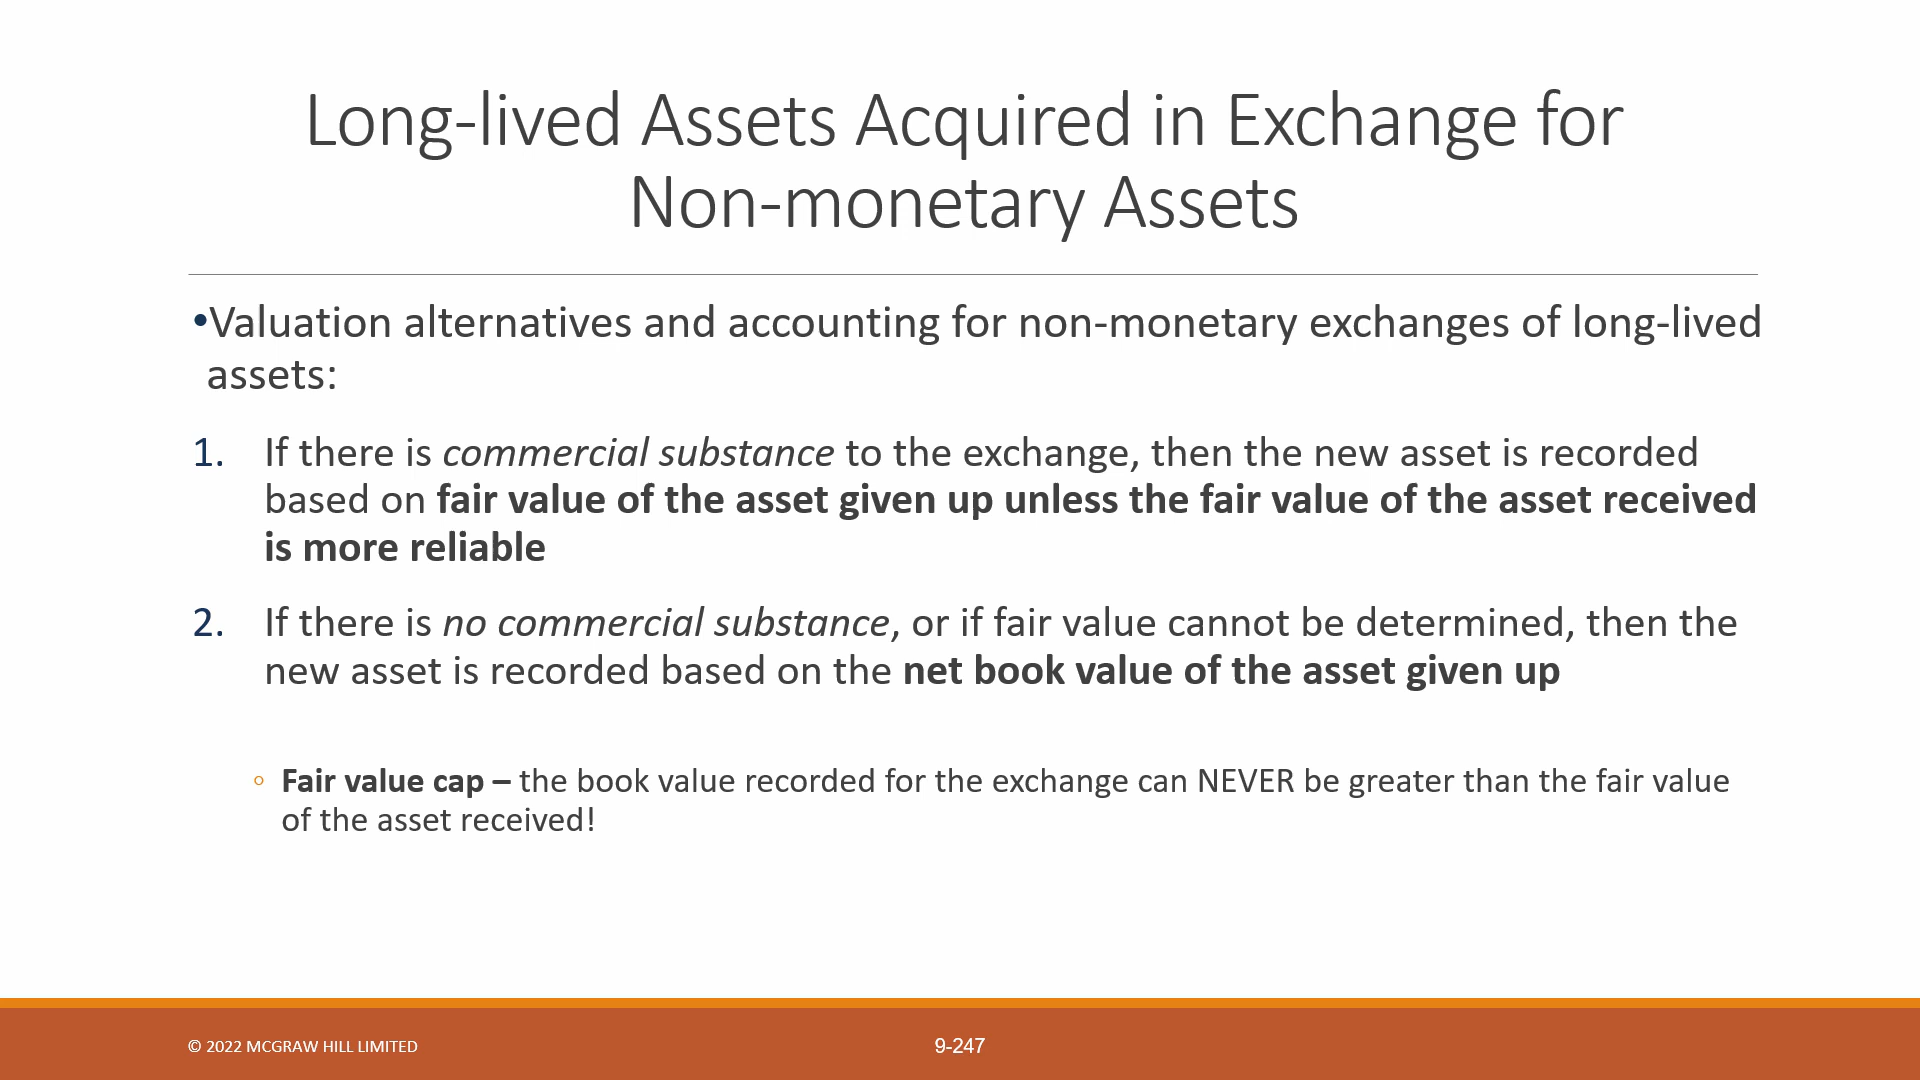 Long-lived Assets Acquired in Exchange for
Non-monetary Assets
•Valuation alternatives and accounting for non-monetary exchanges of long-lived
assets:
1. If there is commercial substance to the exchange, then the new asset is recorded
based on fair value of the asset given up unless the fair value of the asset received
is more reliable
2. If there is no commercial substance, or if fair value cannot be determined, then the
new asset is recorded based on the net book value of the asset given up
◦ Fair value cap – the book value recorded for the exchange can NEVER be greater than the fair value
of the asset received!
© 2022 MCGRAW HILL LIMITED
9-247